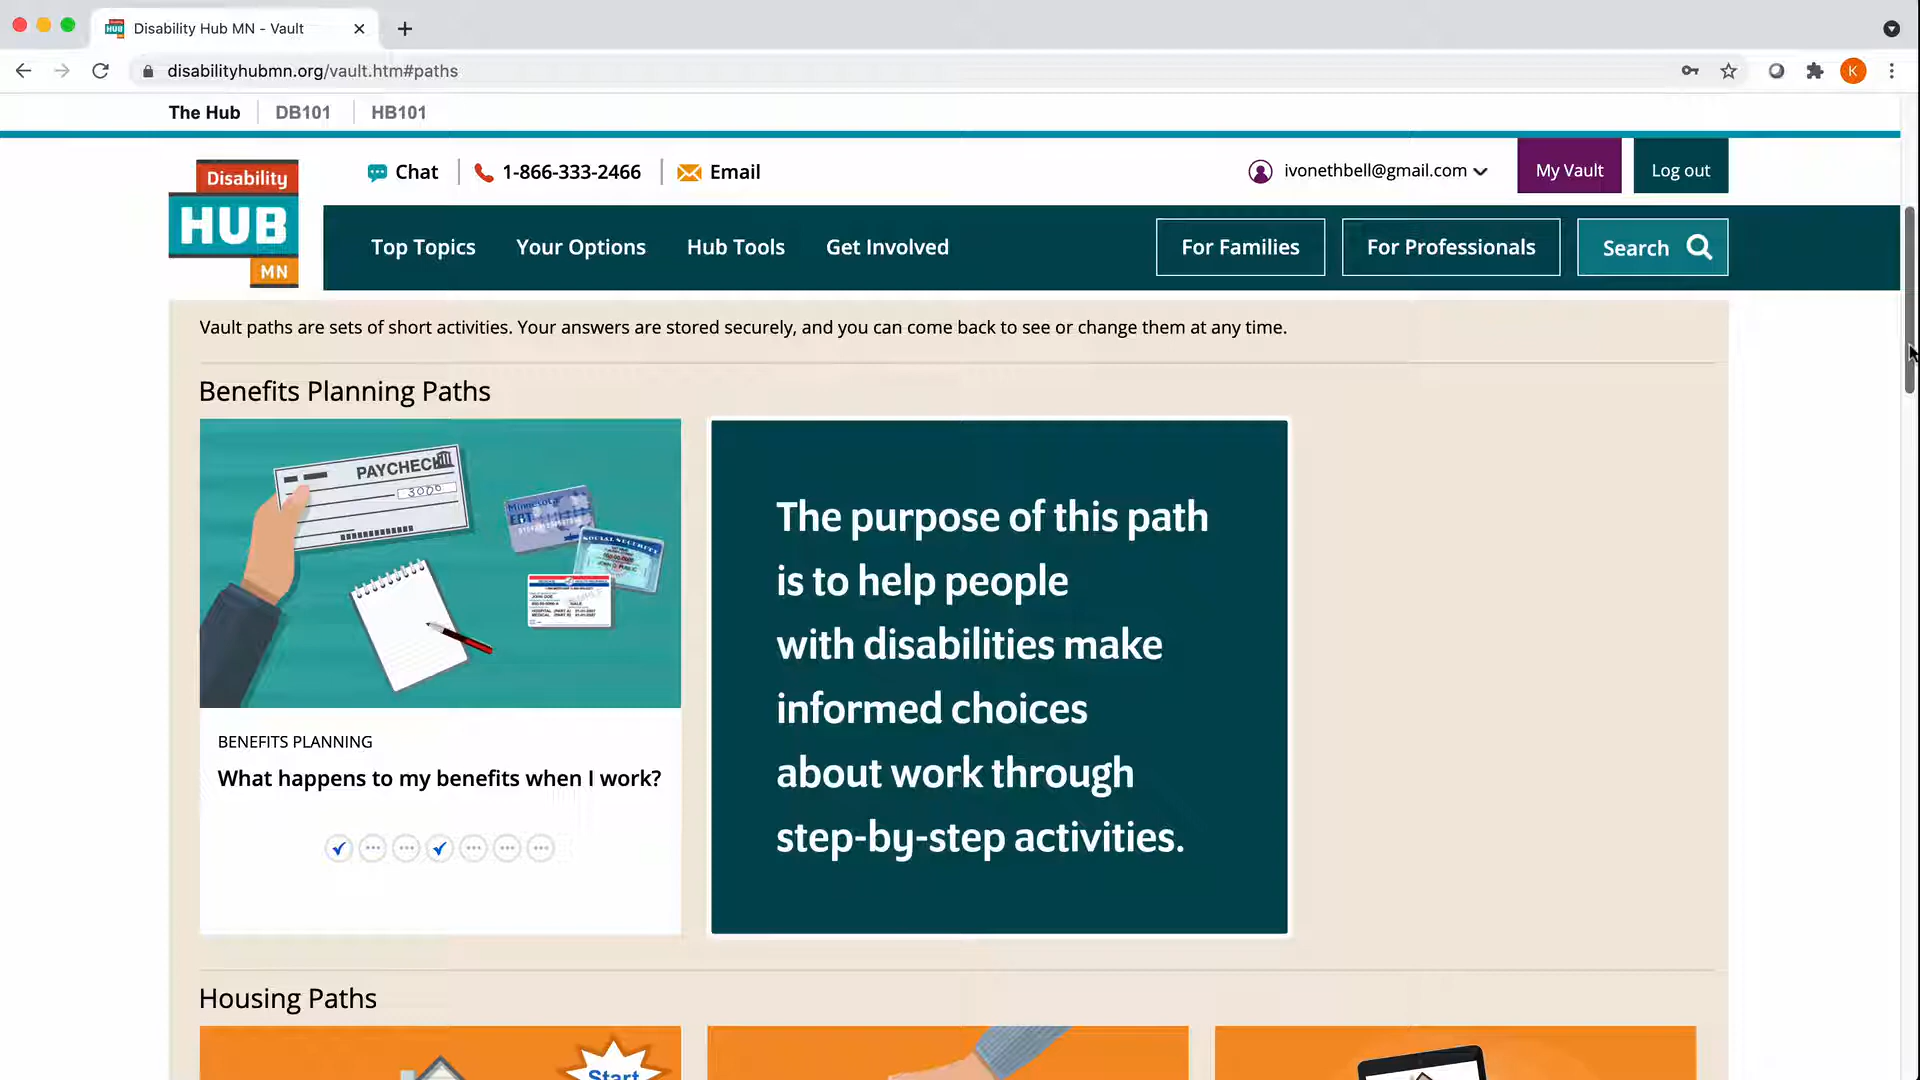 Disability Hub MN - Vault
disabilityhubmn.org/vault.htm#paths
K
The Hub
DB101
HB101
Disability
HUB
MN
Chat
1-866-333-2466
Email
ivonethbell@gmail.com
My Vault
Log out
Top Topics
Your Options
Hub Tools
Get Involved
For Families
For Professionals
Search
Vault paths are sets of short activities. Your answers are stored securely, and you can come back to see or change them at any time.
Benefits Planning Paths
PAYCHECK
3000
Minnesota
EBT
SOCIAL SECURITY
The purpose of this path
is to help people
with disabilities make
informed choices
about work through
step-by-step activities.
BENEFITS PLANNING
What happens to my benefits when I work?
Housing Paths
Start